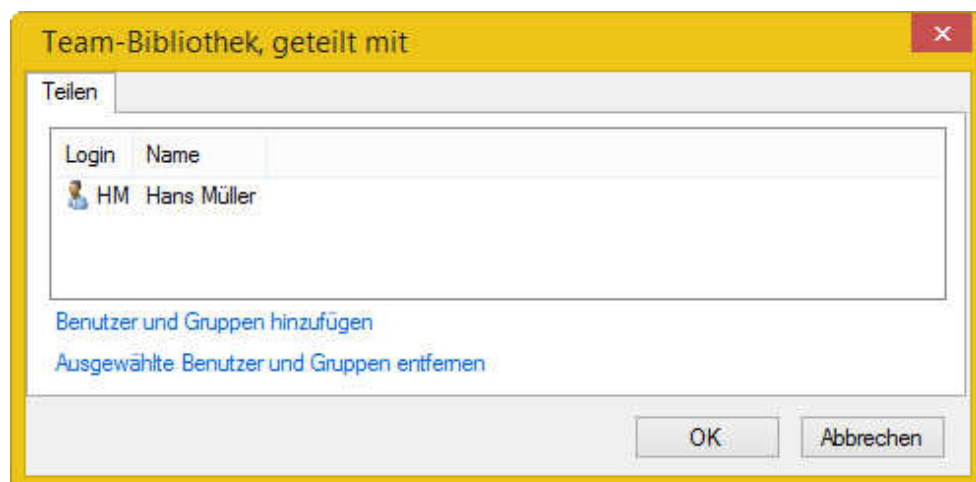 Team-Bibliothek, geteilt mit
Teilen
Login Name
HM Hans Müller
Benutzer und Gruppen hinzufügen
Ausgewählte Benutzer und Gruppen entfernen
OK Abbrechen